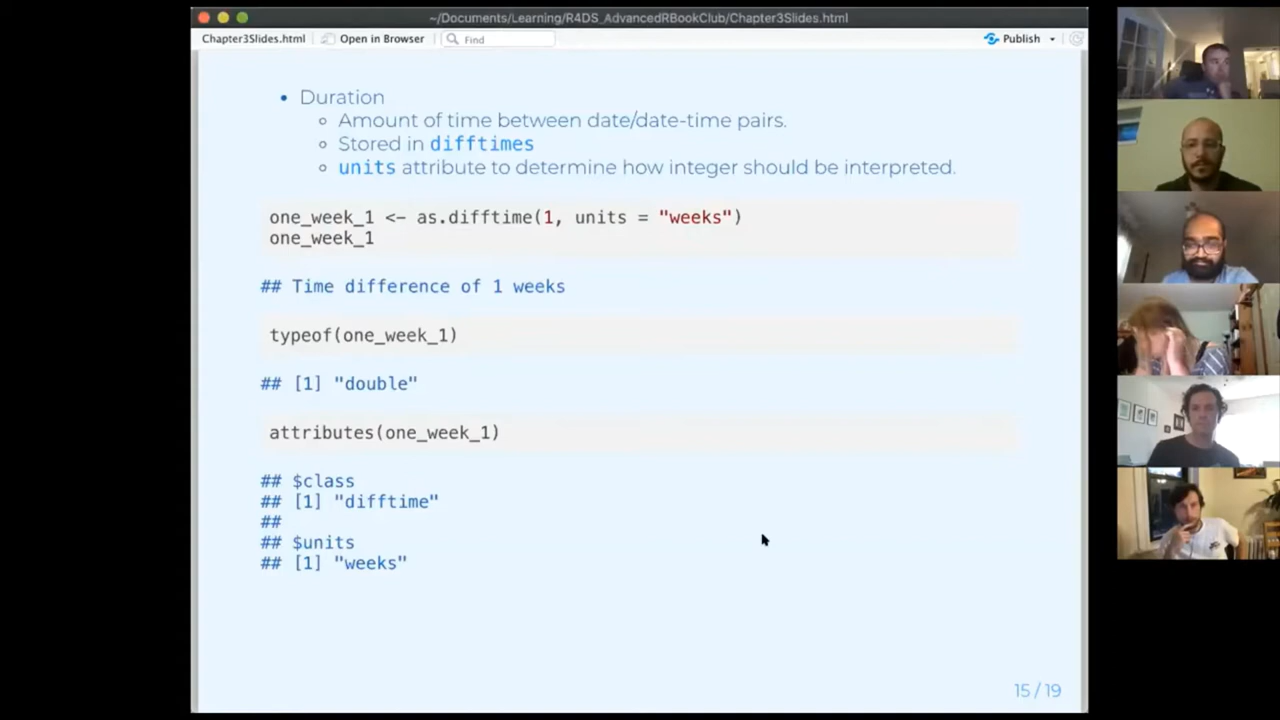 ~/Documents/Learning/R4DS_AdvancedRBookClub/Chapter3Slides.html
Chapter3Slides.html Open in Browser Find Publish
• Duration
Amount of time between date/date-time pairs.
Stored in difftimes
units attribute to determine how integer should be interpreted.
one_week_1 <- as.difftime(1, units = "weeks")
one_week_1
## Time difference of 1 weeks
typeof(one_week_1)
## [1] "double"
attributes(one_week_1)
## $class
## [1] "difftime"
##
## $units
## [1] "weeks"
15 / 19